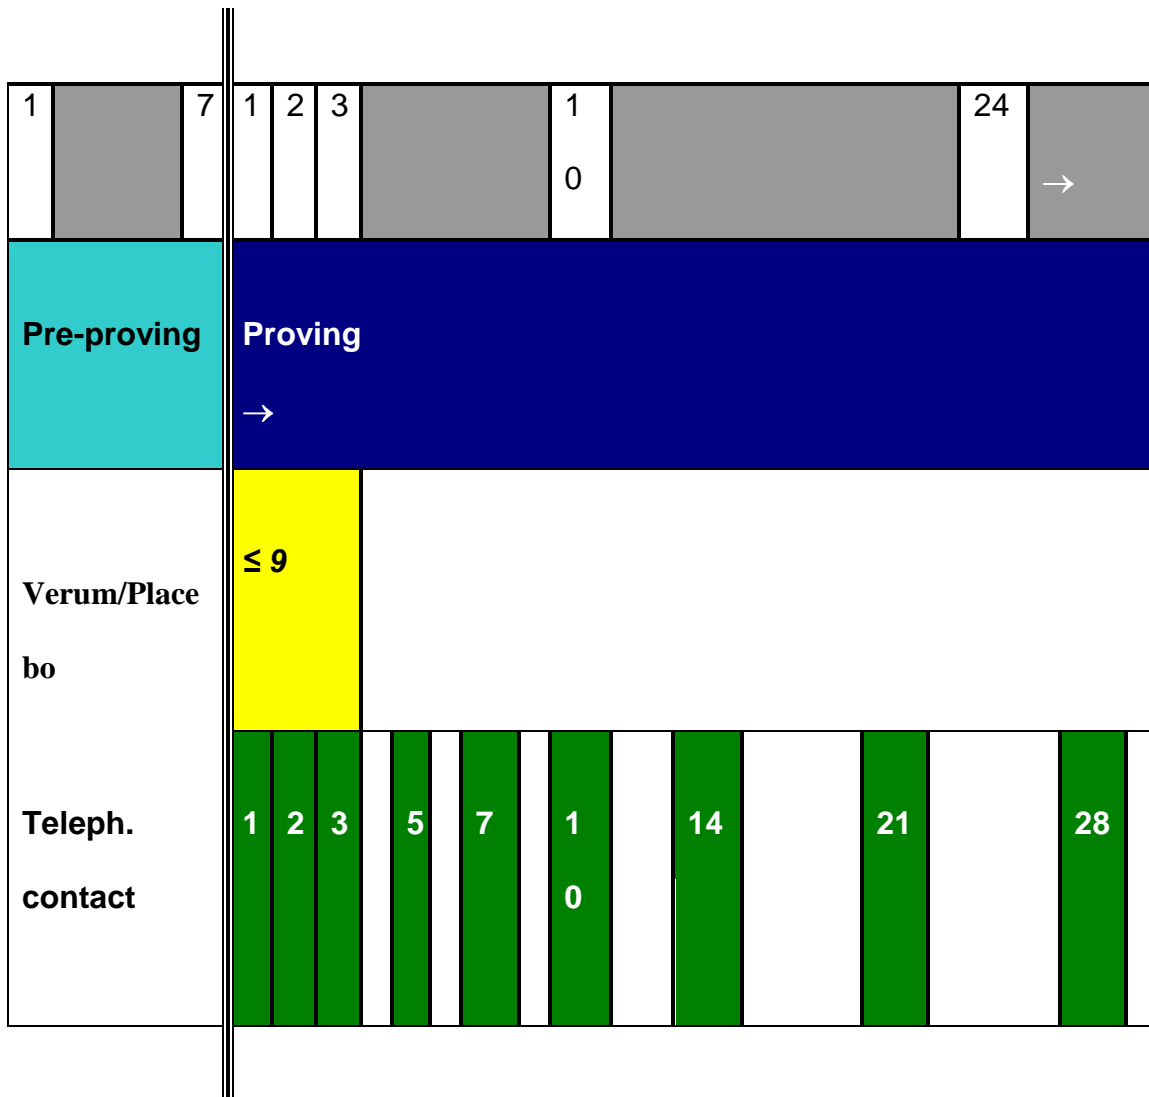 1 7 1 2 3 1 24
0 →
Pre-proving Proving
→
≤ 9
Verum/Place
bo
Teleph. 1 2 3 5 7 1 14 21 28
contact 0